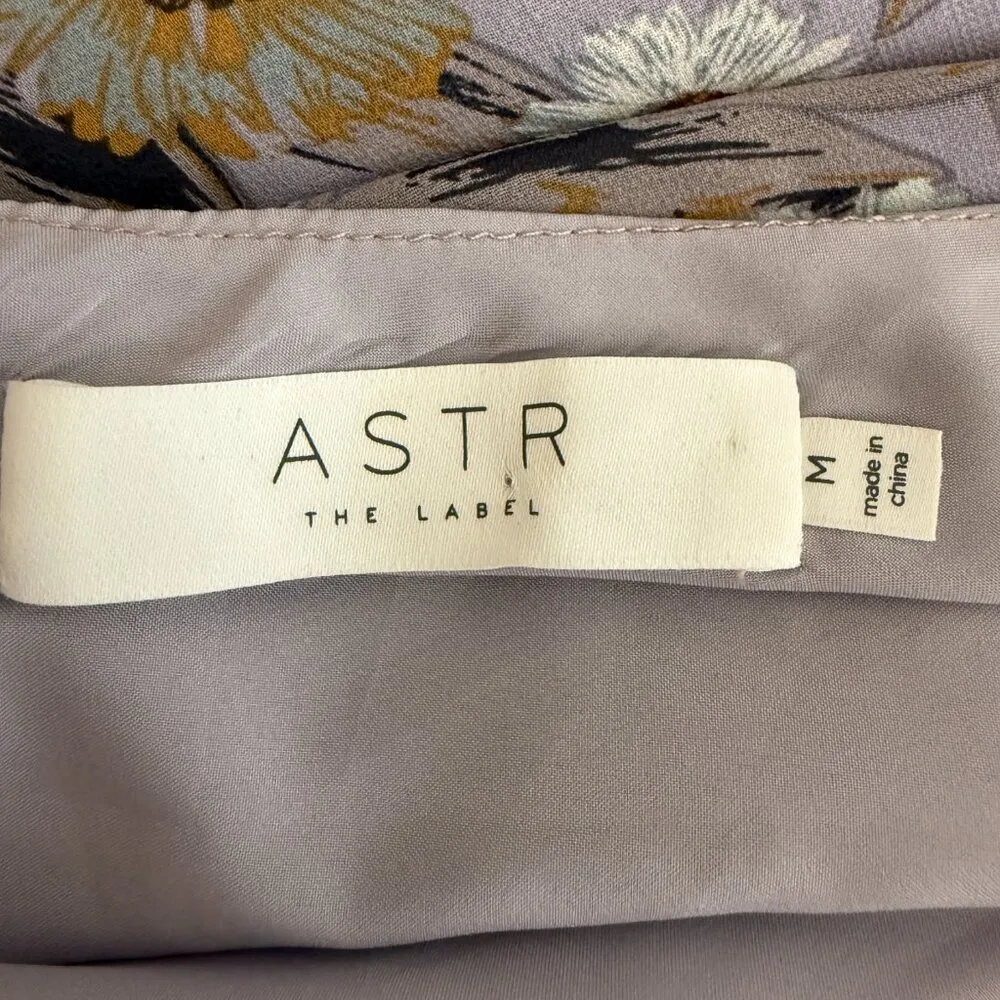 ASTR
THE LABEL
M
made in
china